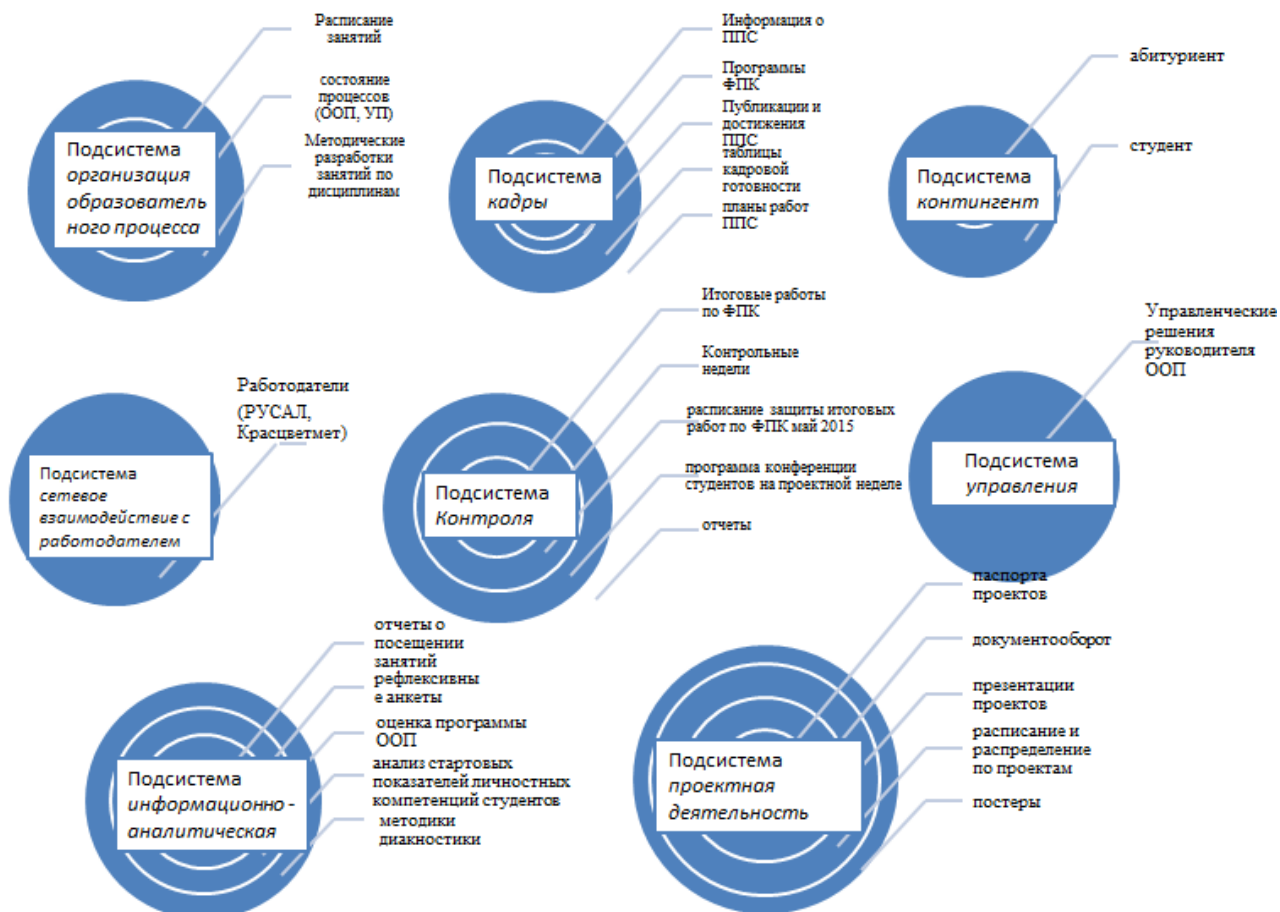 Расписание
занятий
состояние
процессов
(ООП, УП)
Методические
разработки
занятий по
дисциплинам
Подсистема
организация
образователь
ного процесса
Информация о
ППС
Программы
ФПК
Публикации и
достижения
ППС
таблицы
кадровой
готовности
планы работ
ППС
Подсистема
кадры
абитуриент
студент
Подсистема
контингент
Работодатели
(РУСАЛ,
Красцветмет)
Подсистема
сетевое
взаимодействие с
работодателем
Итоговые работы
по ФПК
Контрольные
недели
расписание защиты итоговых
работ по ФПК май 2015
программа конференции
студентов на проектной неделе
отчеты
Подсистема
Контроля
Управленческие
решения
руководителя
ООП
Подсистема
управления
отчеты о
посещении
занятий
рефлексивны
е анкеты
оценка программы
ООП
анализ стартовых
показателей личностных
компетенций студентов
методики
диакностики
Подсистема
информационно -
аналитическая
паспорта
проектов
документооборот
презентации
проектов
расписание и
распределение
по проектам
постеры
Подсистема
проектная
деятельность